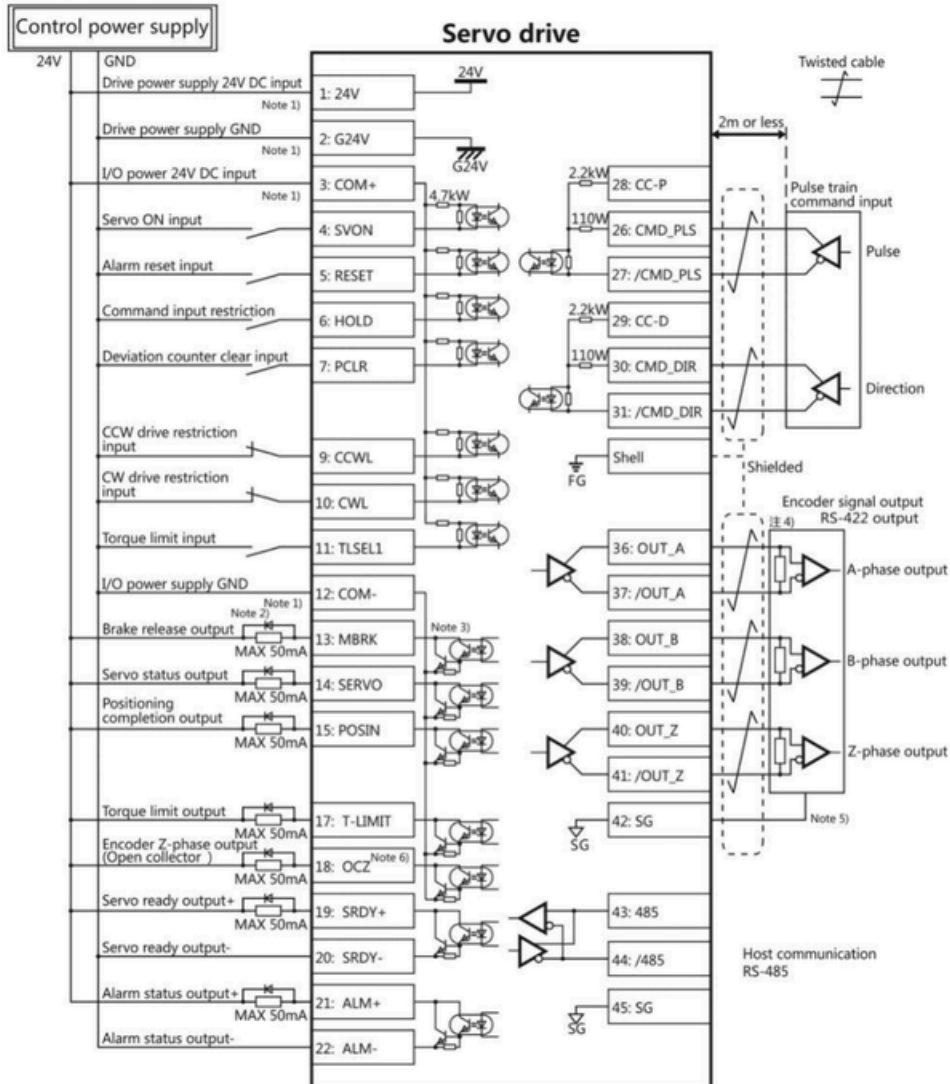 Control power supply
Servo drive
24V
GND
Drive power supply 24V DC input
Note 1)
1: 24V
24V
Drive power supply GND
Note 1)
2: G24V
G24V
I/O power 24V DC input
Note 1)
3: COM+
4.7kW
Servo ON input
4: SVON
Alarm reset input
5: RESET
Command input restriction
6: HOLD
Deviation counter clear input
7: PCLR
CCW drive restriction
input
9: CCWL
CW drive restriction
input
10: CWL
Torque limit input
11: TLSEL1
I/O power supply GND
Note 1)
12: COM-
Brake release output
Note 2)
MAX 50mA
13: MBRK
Note 3)
Servo status output
MAX 50mA
14: SERVO
Positioning
completion output
MAX 50mA
15: POSIN
Torque limit output
MAX 50mA
17: T-LIMIT
Encoder Z-phase output
(Open collector )
MAX 50mA
18: OCZ
Note 6)
Servo ready output+
MAX 50mA
19: SRDY+
Servo ready output-
20: SRDY-
Alarm status output+
MAX 50mA
21: ALM+
Alarm status output-
22: ALM-
Twisted cable
2m or less
2.2kW
28: CC-P
Pulse train
command input
110W
26: CMD_PLS
Pulse
27: /CMD_PLS
2.2kW
29: CC-D
110W
30: CMD_DIR
Direction
31: /CMD_DIR
Shell
FG
Shielded
Encoder signal output
RS-422 output
注 4)
36: OUT_A
A-phase output
37: /OUT_A
38: OUT_B
B-phase output
39: /OUT_B
40: OUT_Z
Z-phase output
41: /OUT_Z
42: SG
SG
Note 5)
43: 485
44: /485
Host communication
RS-485
45: SG
SG